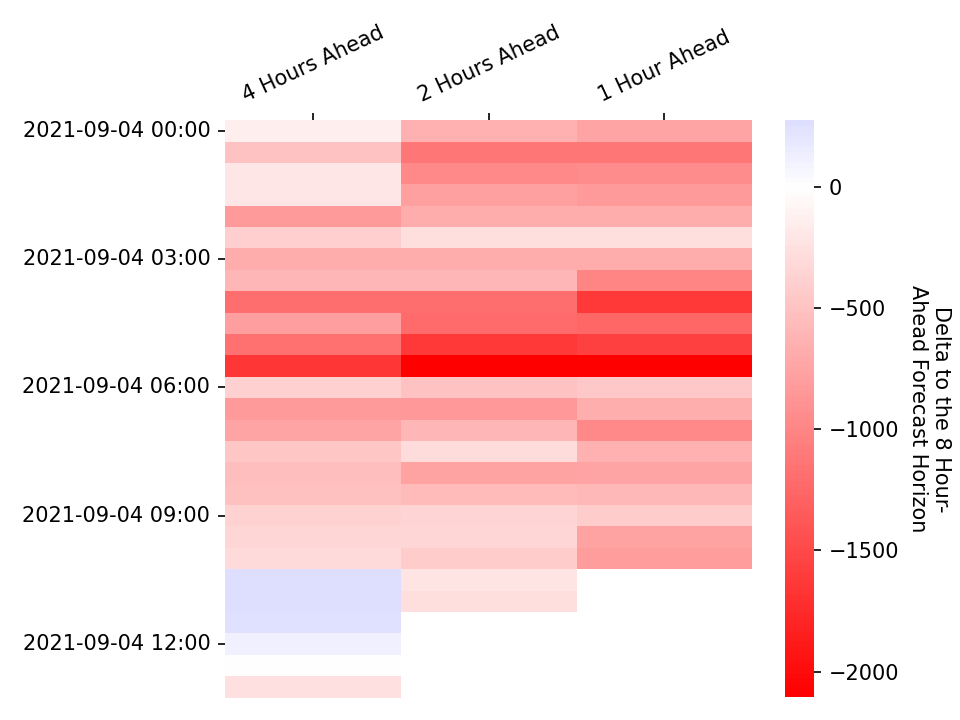 4 Hours Ahead
2 Hours Ahead
1 Hour Ahead
2021-09-04 00:00
2021-09-04 03:00
2021-09-04 06:00
2021-09-04 09:00
2021-09-04 12:00
0
−500
−1000
−1500
−2000
Delta to the 8 Hour-
Ahead Forecast Horizon